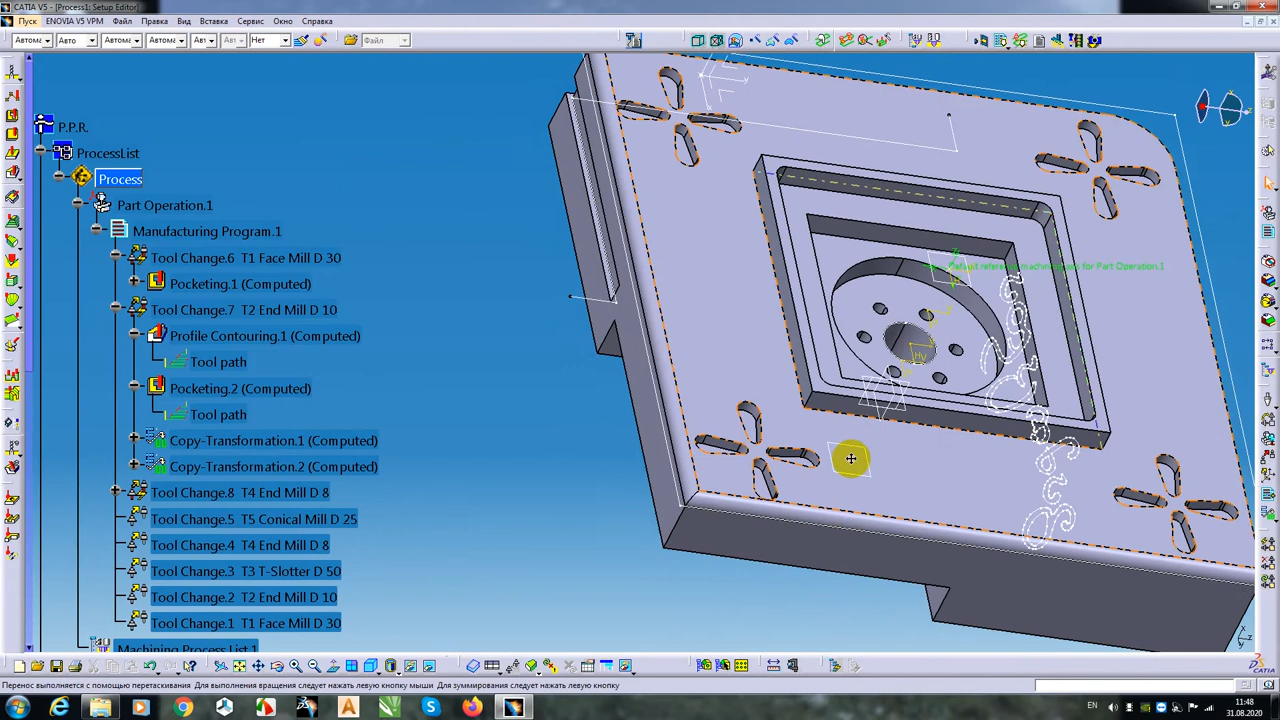 CATIA V5 - [Process1: Setup Editor]
Пуск ENOVIA V5 VPM Файл Правка Вид Вставка Сервис Окно Справка
Автома Авто Автома Автома Авт Авт Нет Файл
P.P.R.
ProcessList
Process
Part Operation.1
Manufacturing Program.1
Tool Change.6 T1 Face Mill D 30
Pocketing.1 (Computed)
Default reference machining axis for Part Operation.1
Tool Change.7 T2 End Mill D 10
Profile Contouring.1 (Computed)
Tool path
Pocketing.2 (Computed)
Tool path
Copy-Transformation.1 (Computed)
Copy-Transformation.2 (Computed)
Tool Change.8 T4 End Mill D 8
Tool Change.5 T5 Conical Mill D 25
Tool Change.4 T4 End Mill D 8
Tool Change.3 T3 T-Slotter D 50
Tool Change.2 T2 End Mill D 10
Tool Change.1 T1 Face Mill D 30
Machining Process List.1
Перенос выполняется с помощью перетаскивания Для выполнения вращения следует нажать левую кнопку мыши Для зуммирования следует нажать левую кнопку
EN 11:48
31.08.2020